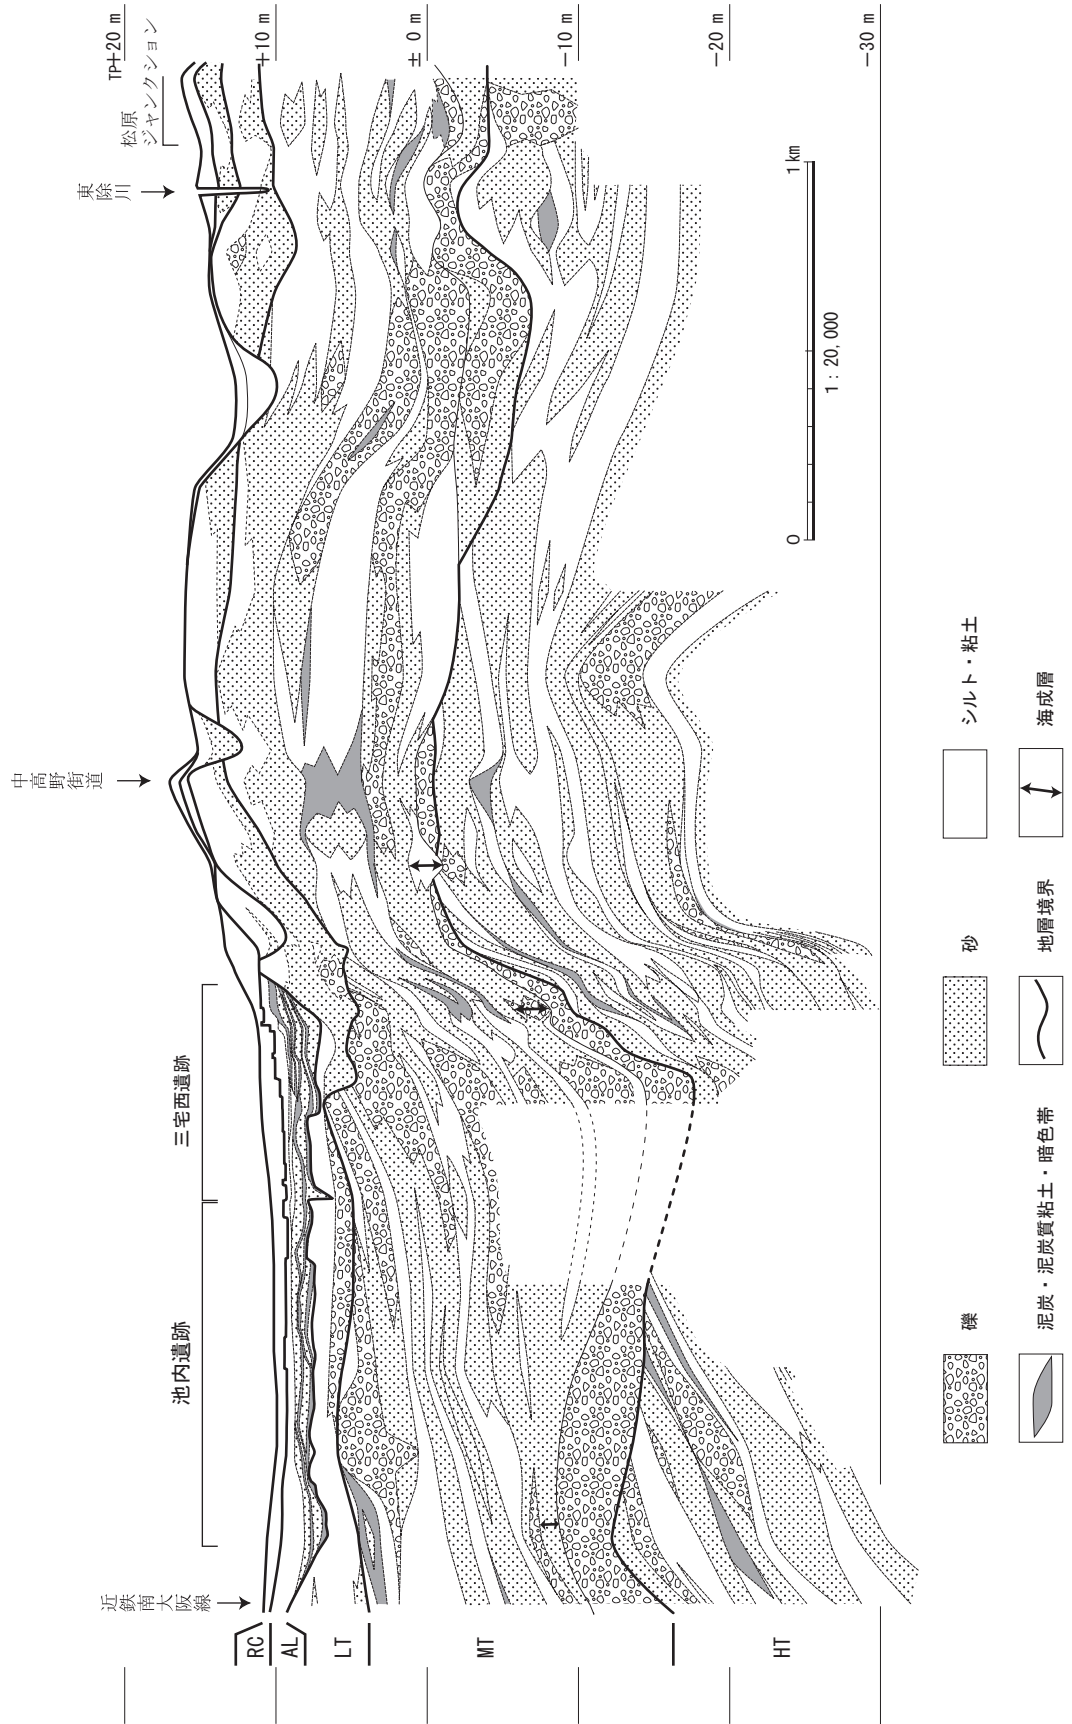 TP+20 m
+10 m
± 0 m
−10 m
−20 m
−30 m
近鉄南大阪線
池内遺跡
三宅西遺跡
中高野街道
東除川
松原
ジャンクション
RC
AL
LT
MT
HT
0
1 km
1 : 20,000
礫
砂
シルト・粘土
泥炭・泥炭質粘土・暗色帯
地層境界
海成層